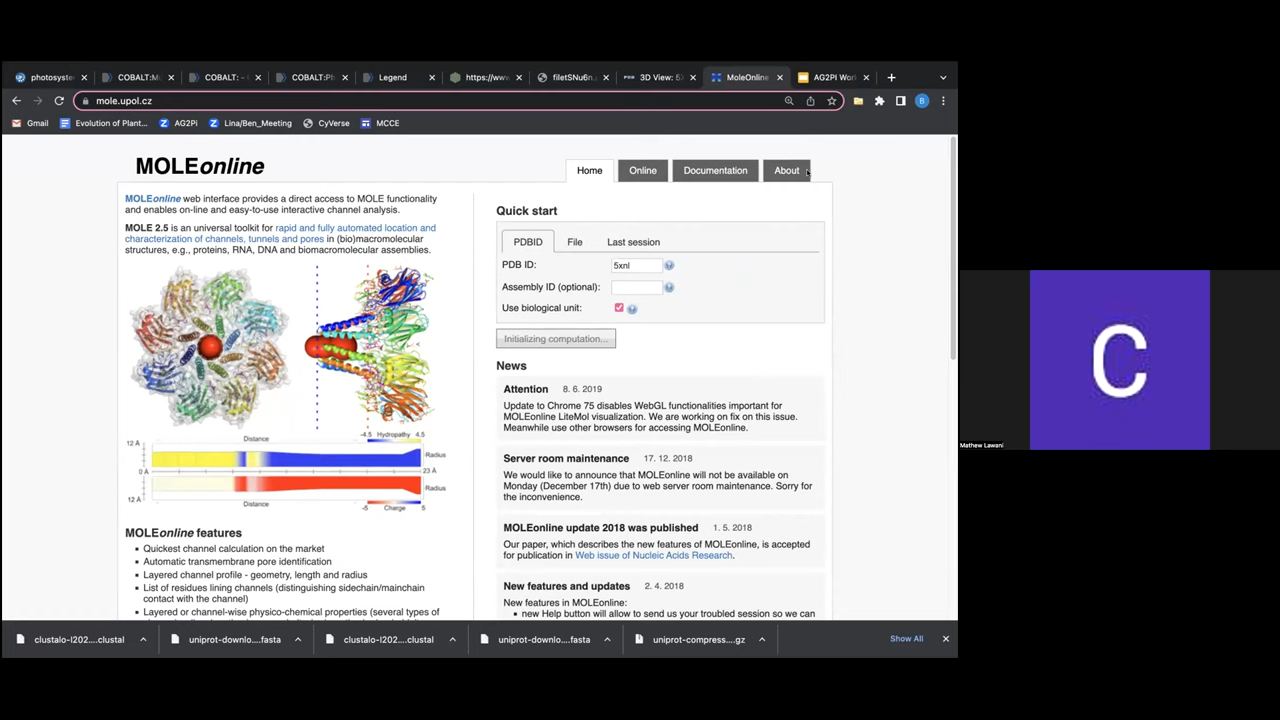 photosyste
COBALT:Mu
COBALT: - 
COBALT:Ph
Legend
https://www
filetSNu6n.
3D View: 5X
MoleOnline
AG2PI Wor
mole.upol.cz
Gmail
Evolution of Plant...
AG2Pi
Lina/Ben_Meeting
CyVerse
MCCE
MOLEonline
Home
Online
Documentation
About
MOLEonline web interface provides a direct access to MOLE functionality
and enables on-line and easy-to-use interactive channel analysis.
MOLE 2.5 is an universal toolkit for rapid and fully automated location and
characterization of channels, tunnels and pores in (bio)macromolecular
structures, e.g., proteins, RNA, DNA and biomacromolecular assemblies.
Distance
-4.5 Hydropathy 4.5
12 Å
Radius
0 Å
23 Å
Radius
12 Å
Distance
-5 Charge 5
MOLEonline features
Quickest channel calculation on the market
Automatic transmembrane pore identification
Layered channel profile - geometry, length and radius
List of residues lining channels (distinguishing sidechain/mainchain
contact with the channel)
Layered or channel-wise physico-chemical properties (several types of
Quick start
PDBID
File
Last session
PDB ID:
5xnl
Assembly ID (optional):
Use biological unit:
Initializing computation...
News
Attention 8. 6. 2019
Update to Chrome 75 disables WebGL functionalities important for
MOLEonline LiteMol visualization. We are working on fix on this issue.
Meanwhile use other browsers for accessing MOLEonline.
Server room maintenance 17. 12. 2018
We would like to announce that MOLEonline will not be available on
Monday (December 17th) due to web server room maintenance. Sorry for
the inconvenience.
MOLEonline update 2018 was published 1. 5. 2018
Our paper, which describes the new features of MOLEonline, is accepted
for publication in Web issue of Nucleic Acids Research.
New features and updates 2. 4. 2018
New features in MOLEonline:
new Help button will allow to send us your troubled session so we can
clustalo-I202....clustal
uniprot-downlo...fasta
clustalo-I202....clustal
uniprot-downlo...fasta
uniprot-compress....gz
Show All
C
Mathew Lawani